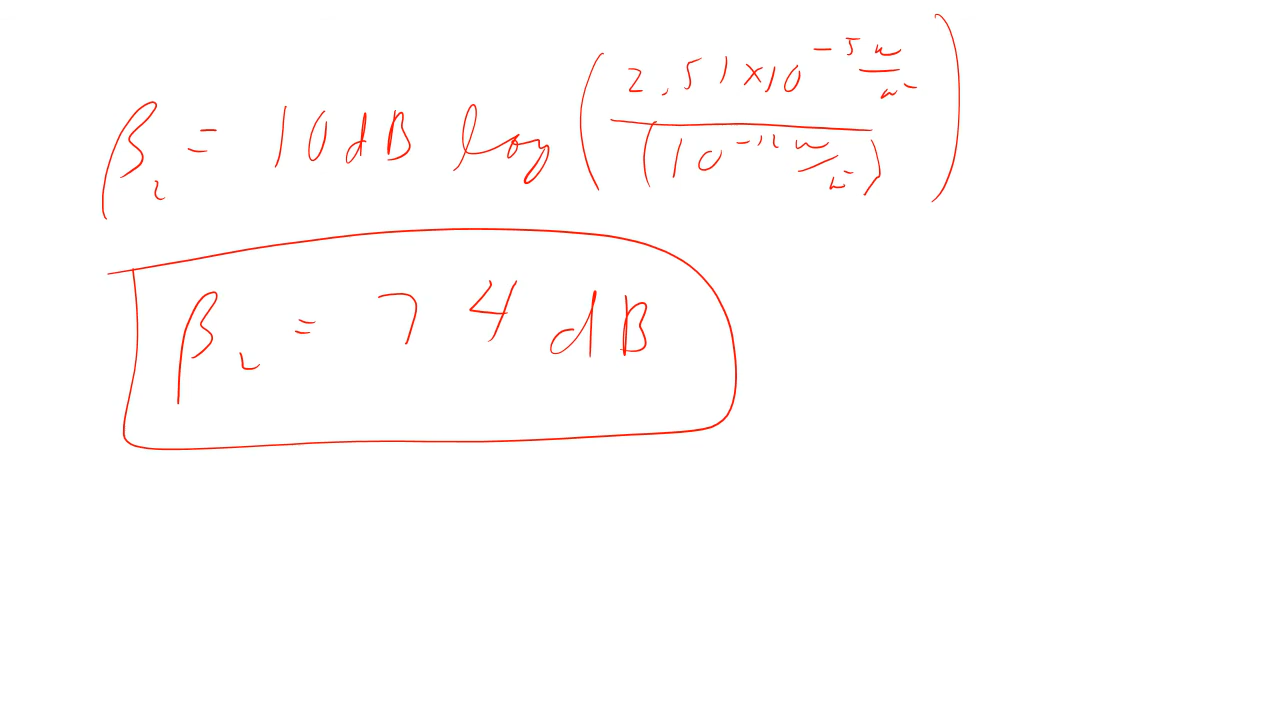 β₂ = 10 dB log ( 2.51×10⁻⁵ w/m² / (10⁻¹² w/m²) )
β₂ = 74 dB